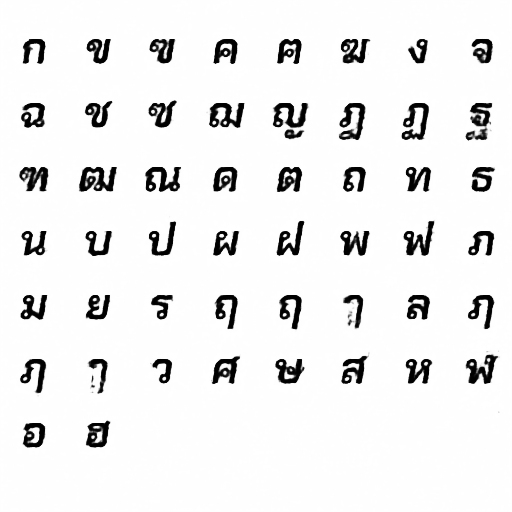 ก ข ฃ ค ฅ ฆ ง จ
ฉ ช ซ ฌ ญ ฎ ฏ ฐ
ฑ ฒ ณ ด ต ถ ท ธ
น บ ป ผ ฝ พ ฟ ภ
ม ย ร ฤ ฤ ล ฦ
ฦ ว ศ ษ ส ห ฬ
อ ฮ